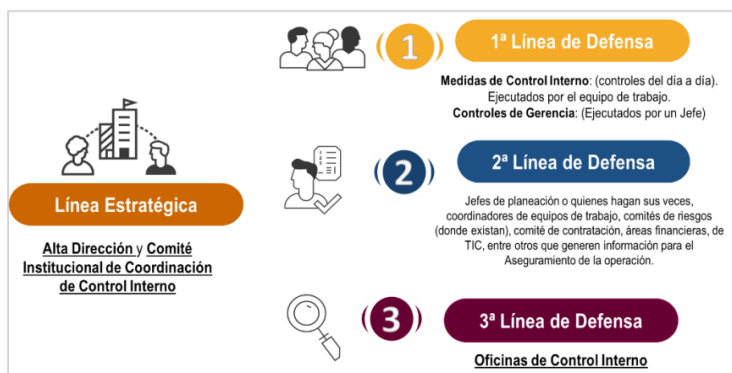 Línea Estratégica
Alta Dirección y Comité
Institucional de Coordinación
de Control Interno
1
1ª Línea de Defensa
Medidas de Control Interno: (controles del día a día).
Ejecutados por el equipo de trabajo.
Controles de Gerencia: (Ejecutados por un Jefe)
2
2ª Línea de Defensa
Jefes de planeación o quienes hagan sus veces,
coordinadores de equipos de trabajo, comités de riesgos
(donde existan), comité de contratación, áreas financieras, de
TIC, entre otros que generen información para el
Aseguramiento de la operación.
3
3ª Línea de Defensa
Oficinas de Control Interno